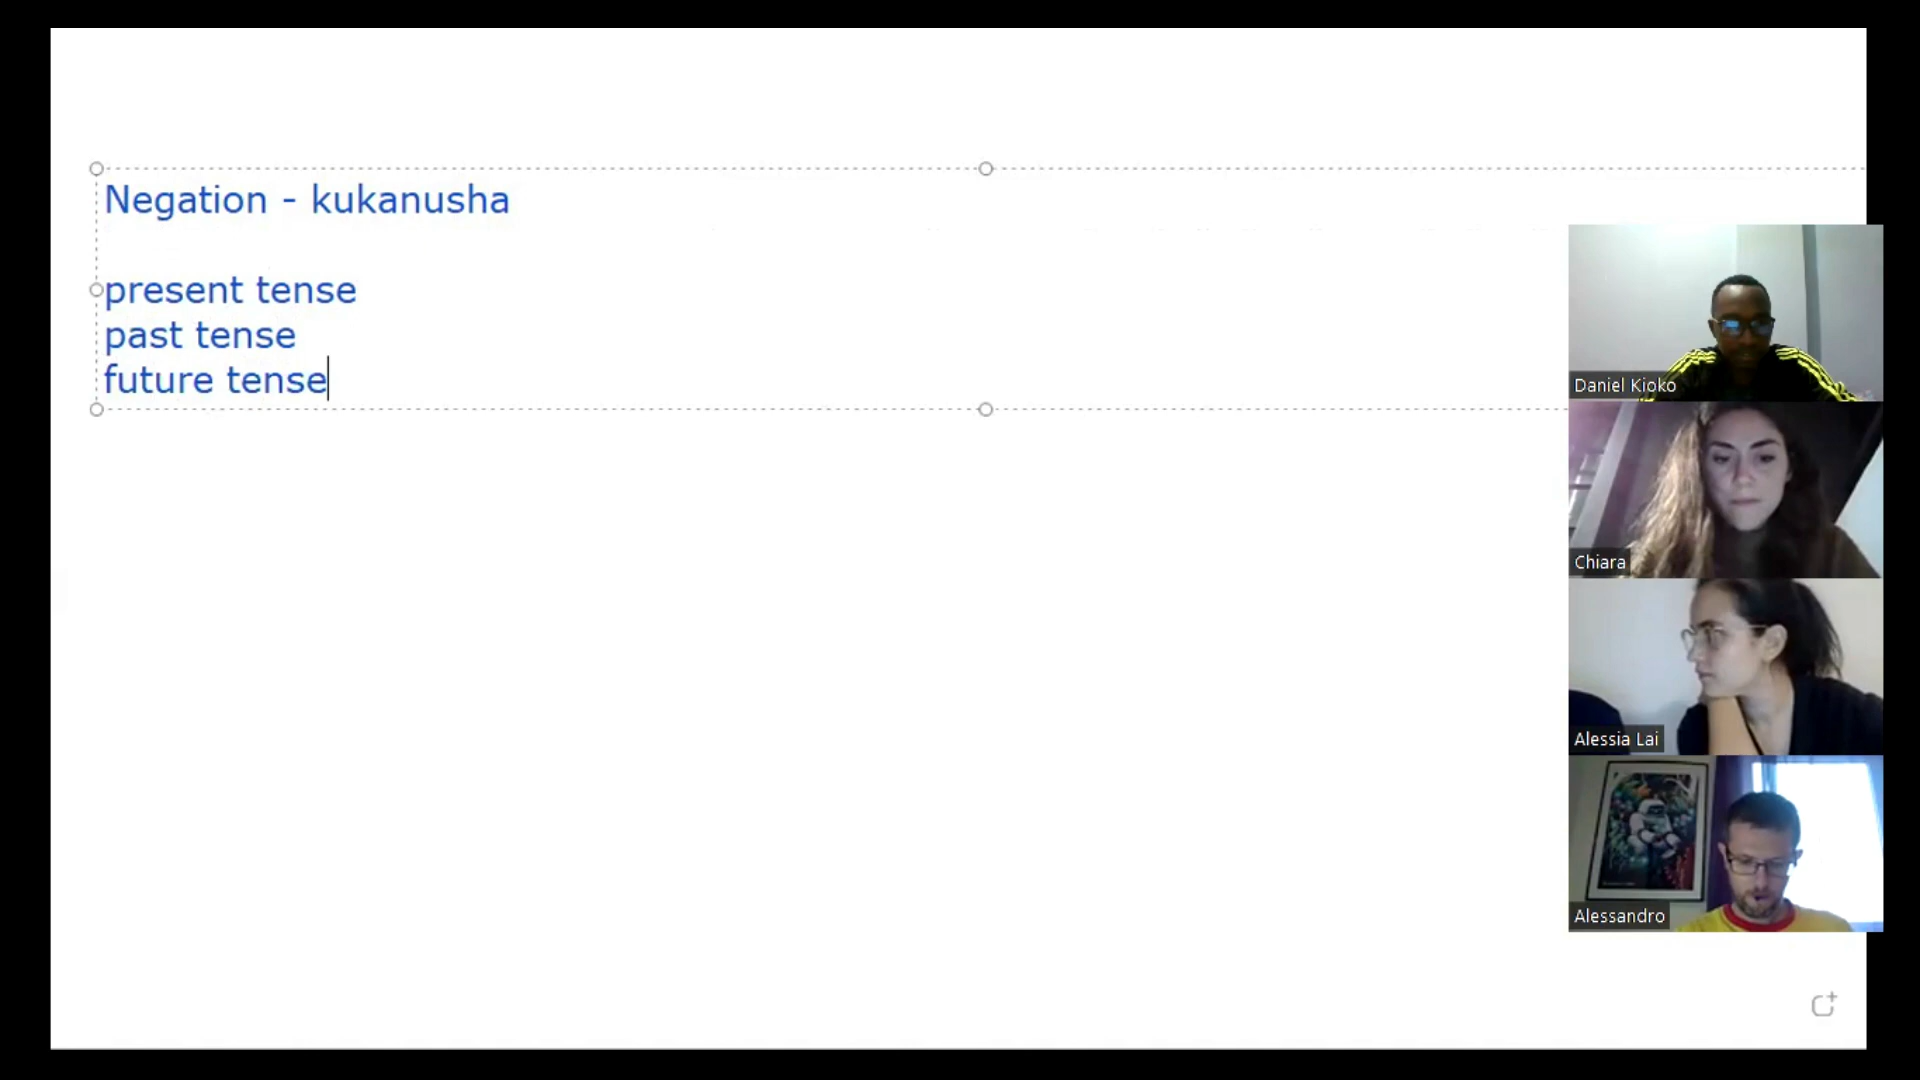 Negation - kukanusha
present tense
past tense
future tense
Daniel Kioko
Chiara
Alessia Lai
Alessandro